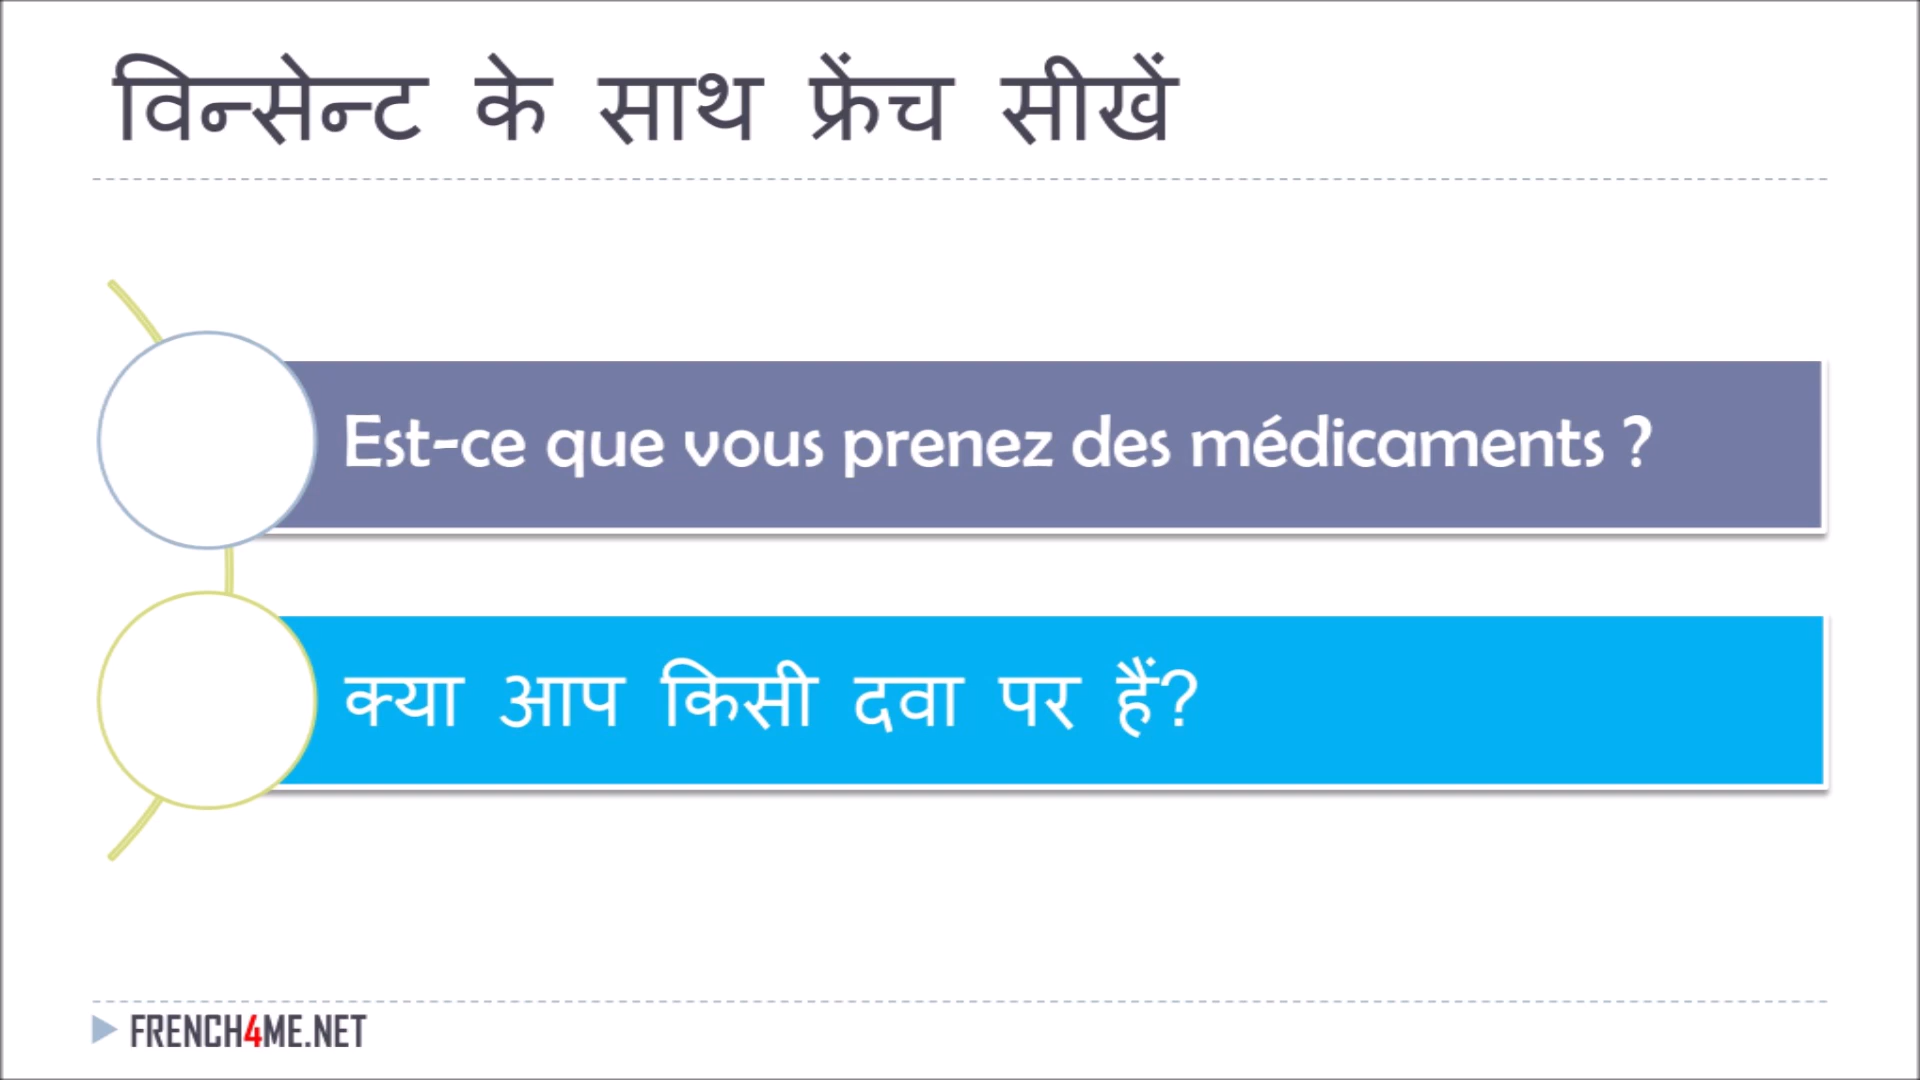 विन्सेन्ट के साथ फ्रेंच सीखें
Est-ce que vous prenez des médicaments ?
क्या आप किसी दवा पर हैं?
FRENCH4ME.NET